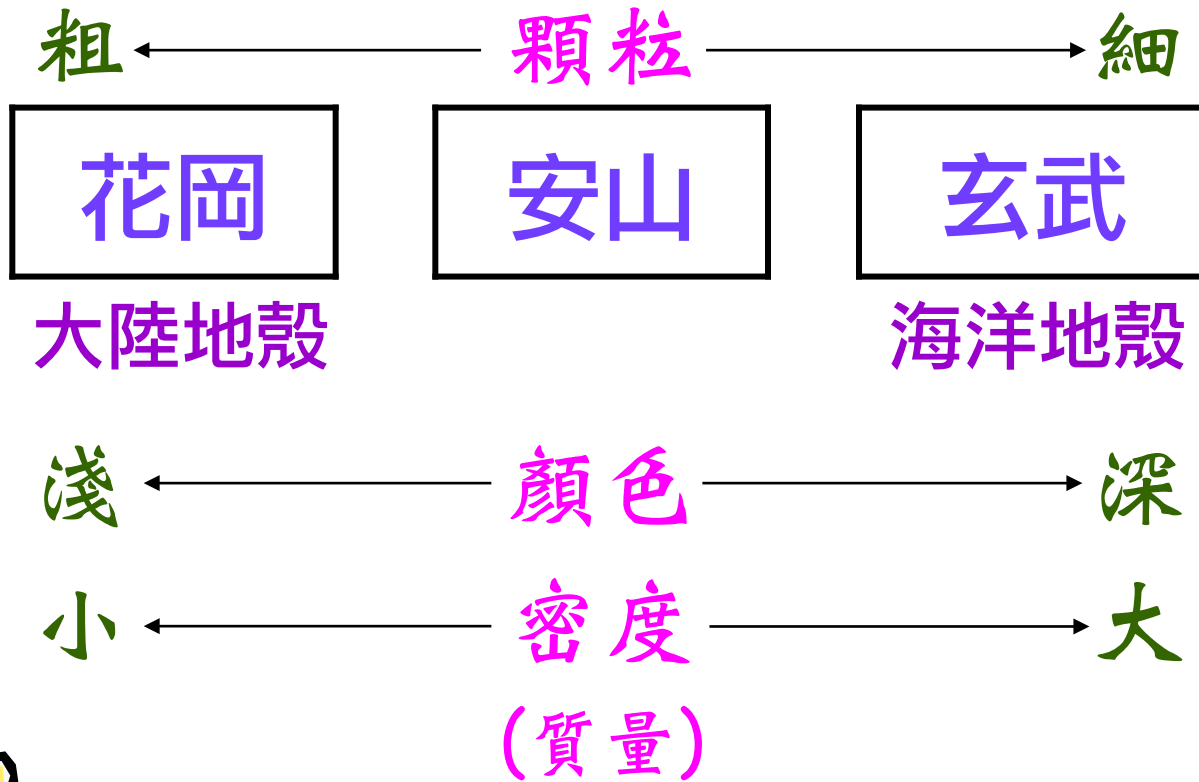 粗 顆粒 細
花岡 安山 玄武
大陸地殼 海洋地殼
淺 顏色 深
小 密度 大
(質量)